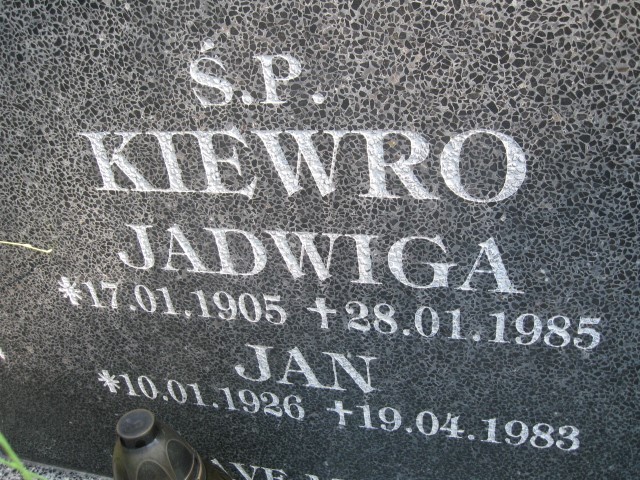 Ś.P.
KIEWRO
JADWIGA
*17.01.1905 †28.01.1985
JAN
*10.01.1926 †19.04.1983